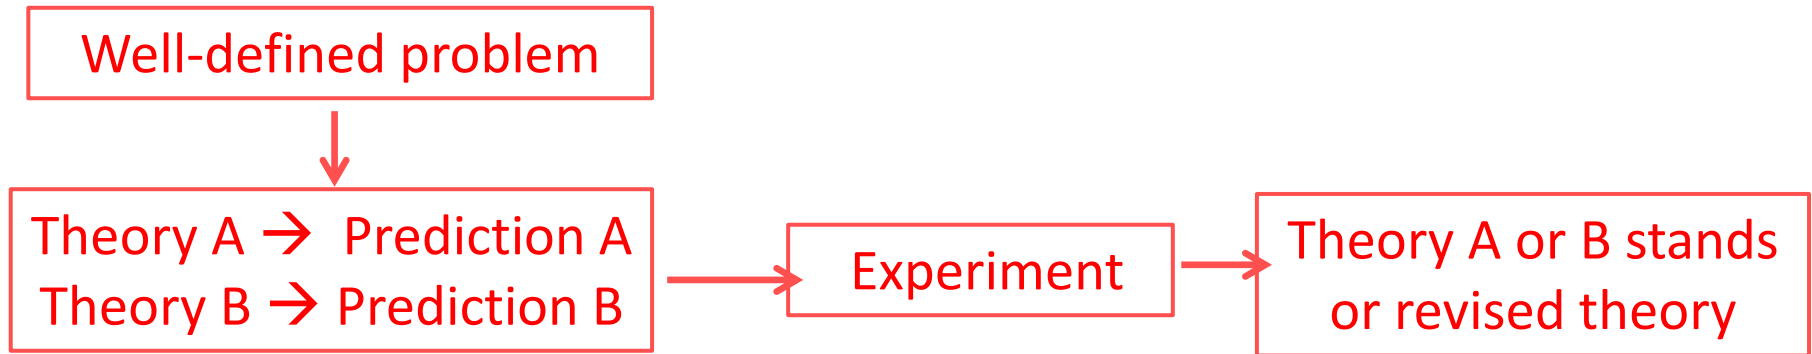 Well-defined problem
Theory A → Prediction A
Theory B → Prediction B
Experiment
Theory A or B stands
or revised theory